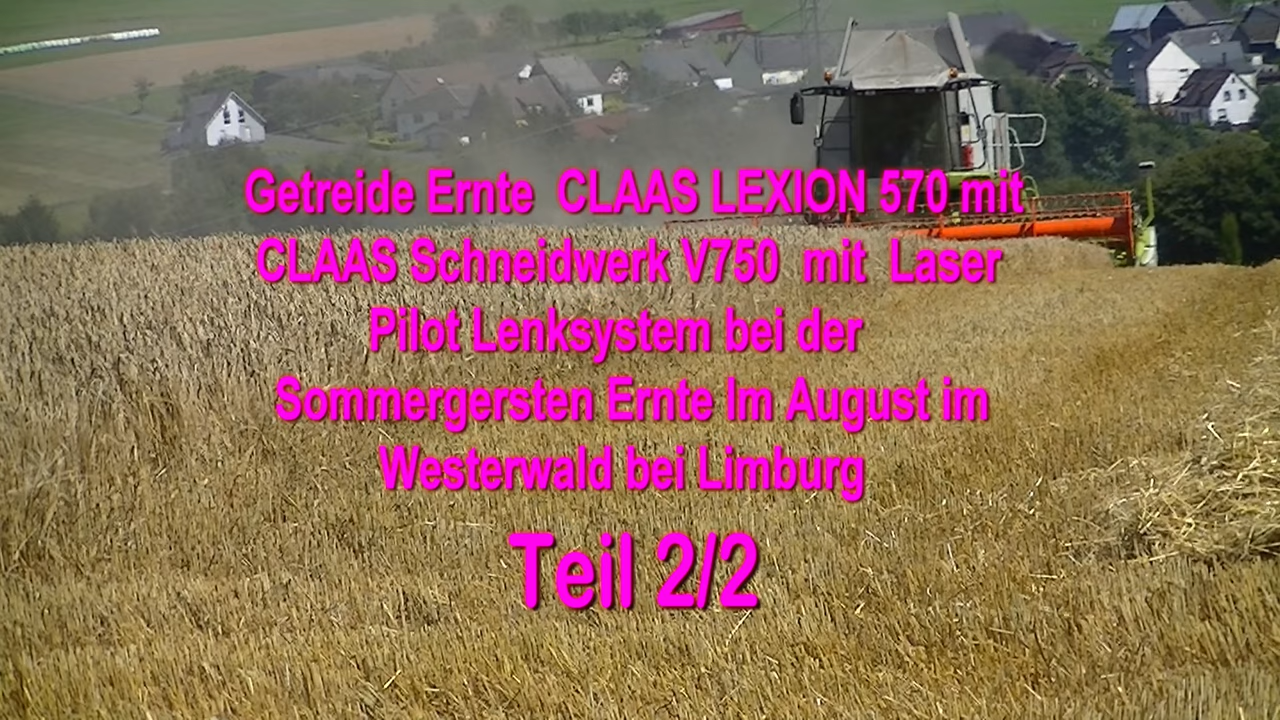 Getreide Ernte CLAAS LEXION 570 mit
CLAAS Schneidwerk V750 mit Laser
Pilot Lenksystem bei der
Sommergersten Ernte Im August im
Westerwald bei Limburg
Teil 2/2